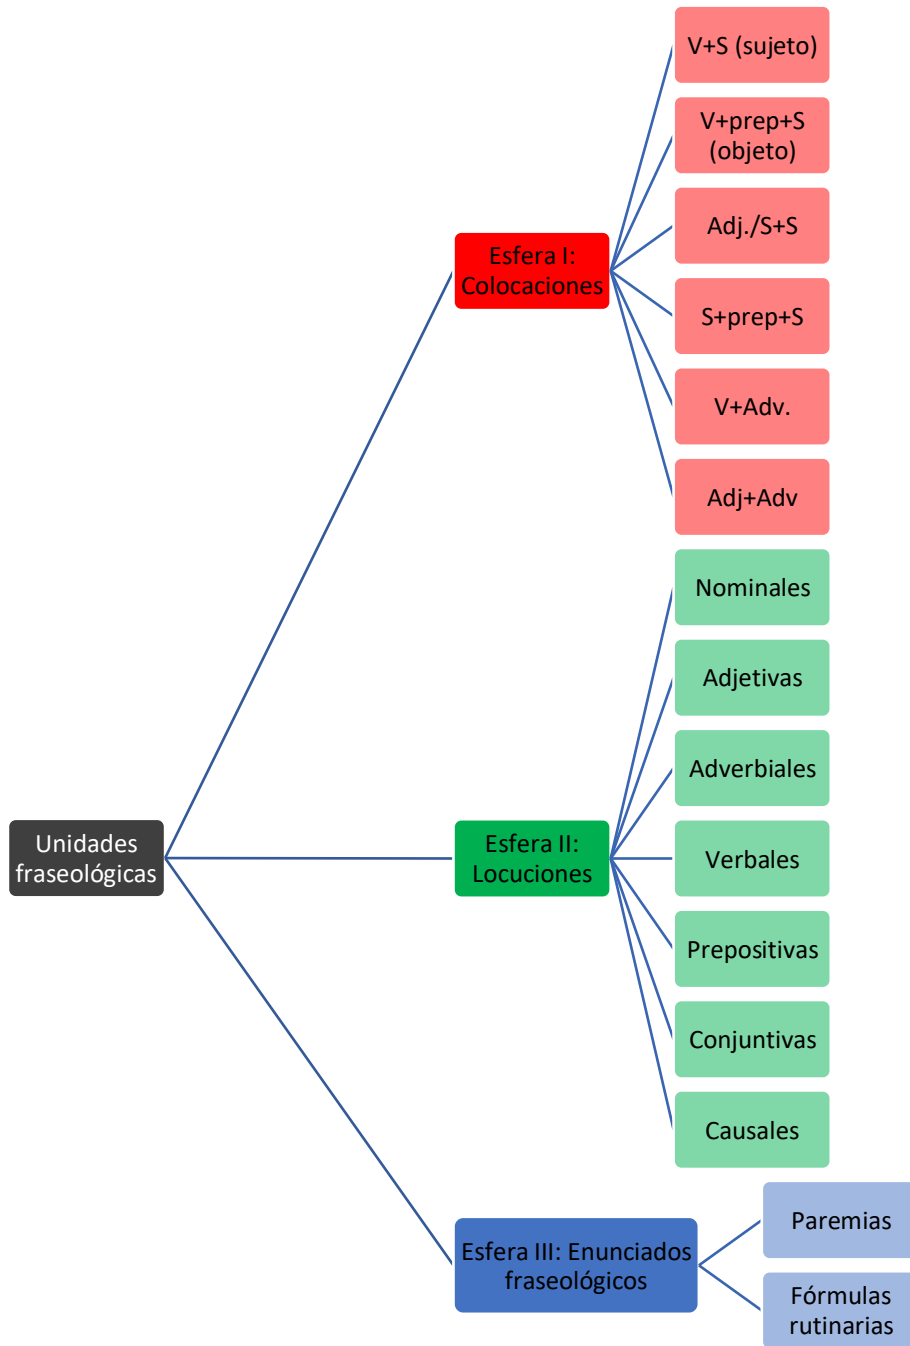 Unidades
fraseológicas
Esfera I:
Colocaciones
V+S (sujeto)
V+prep+S
(objeto)
Adj./S+S
S+prep+S
V+Adv.
Adj+Adv
Esfera II:
Locuciones
Nominales
Adjetivas
Adverbiales
Verbales
Prepositivas
Conjuntivas
Causales
Esfera III: Enunciados
fraseológicos
Paremias
Fórmulas
rutinarias